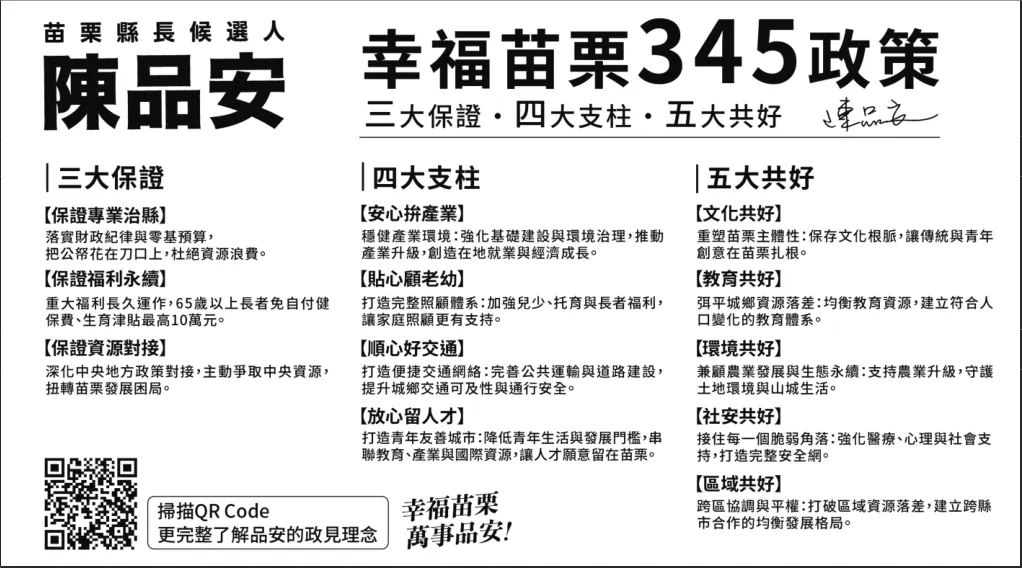 苗栗縣長候選人
陳品安
幸福苗栗345政策
三大保證・四大支柱・五大共好
陳品安
三大保證
【保證專業治縣】
落實財政紀律與零基預算，
把公帑花在刀口上，杜絕資源浪費。
【保證福利永續】
重大福利長久運作，65歲以上長者免自付健
保費、生育津貼最高10萬元。
【保證資源對接】
深化中央地方政策對接，主動爭取中央資源，
扭轉苗栗發展困局。
四大支柱
【安心拚產業】
穩健產業環境：強化基礎建設與環境治理，推動
產業升級，創造在地就業與經濟成長。
【貼心顧老幼】
打造完整照顧體系：加強兒少、托育與長者福利，
讓家庭照顧更有支持。
【順心好交通】
打造便捷交通網絡：完善公共運輸與道路建設，
提升城鄉交通可及性與通行安全。
【放心留人才】
打造青年友善城市：降低青年生活與發展門檻，串
聯教育、產業與國際資源，讓人才願意留在苗栗。
五大共好
【文化共好】
重塑苗栗主體性：保存文化根脈，讓傳統與青年
創意在苗栗扎根。
【教育共好】
弭平城鄉資源落差：均衡教育資源，建立符合人
口變化的教育體系。
【環境共好】
兼顧農業發展與生態永續：支持農業升級，守護
土地環境與山城生活。
【社安共好】
接住每一個脆弱角落：強化醫療、心理與社會支
持，打造完整安全網。
【區域共好】
跨區協調與平權：打破區域資源落差，建立跨縣
市合作的均衡發展格局。
掃描QR Code
更完整了解品安的政見理念
幸福苗栗
萬事品安！